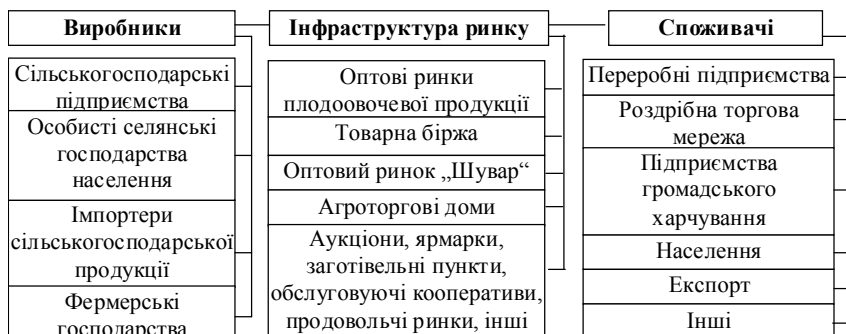 Виробники
Сільськогосподарські
підприємства
Особисті селянські
господарства
населення
Імпортери
сільськогосподарської
продукції
Фермерські
господарства
Інфраструктура ринку
Оптові ринки
плодоовочевої продукції
Товарна біржа
Оптовий ринок „Шувар“
Агроторгові доми
Аукціони, ярмарки,
заготівельні пункти,
обслуговуючі кооперативи,
продовольчі ринки, інші
Споживачі
Переробні підприємства
Роздрібна торгова
мережа
Підприємства
громадського
харчування
Населення
Експорт
Інші